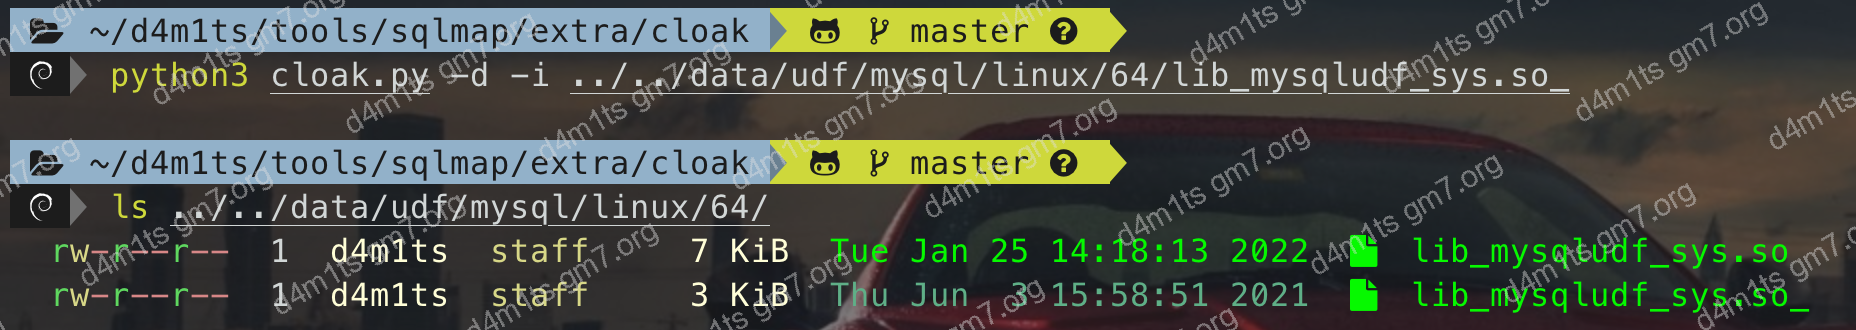 ~/d4m1ts/tools/sqlmap/extra/cloak master ?
python3 cloak.py -d -i ../../data/udf/mysql/linux/64/lib_mysqludf_sys.so_
~/d4m1ts/tools/sqlmap/extra/cloak master ?
ls ../../data/udf/mysql/linux/64/
rw-r--r-- 1 d4m1ts staff 7 KiB Tue Jan 25 14:18:13 2022 lib_mysqludf_sys.so
rw-r--r-- 1 d4m1ts staff 3 KiB Thu Jun 3 15:58:51 2021 lib_mysqludf_sys.so_
d4m1ts gm7.org